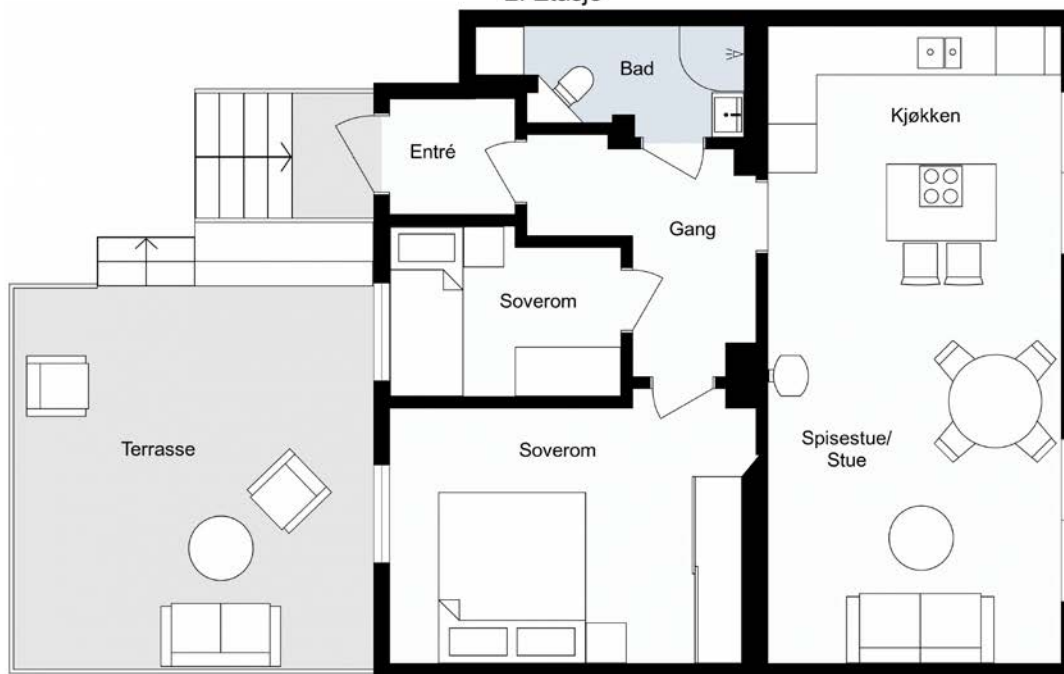 Bad
Kjøkken
Entré
Gang
Soverom
Terrasse
Soverom
Spisestue/
Stue